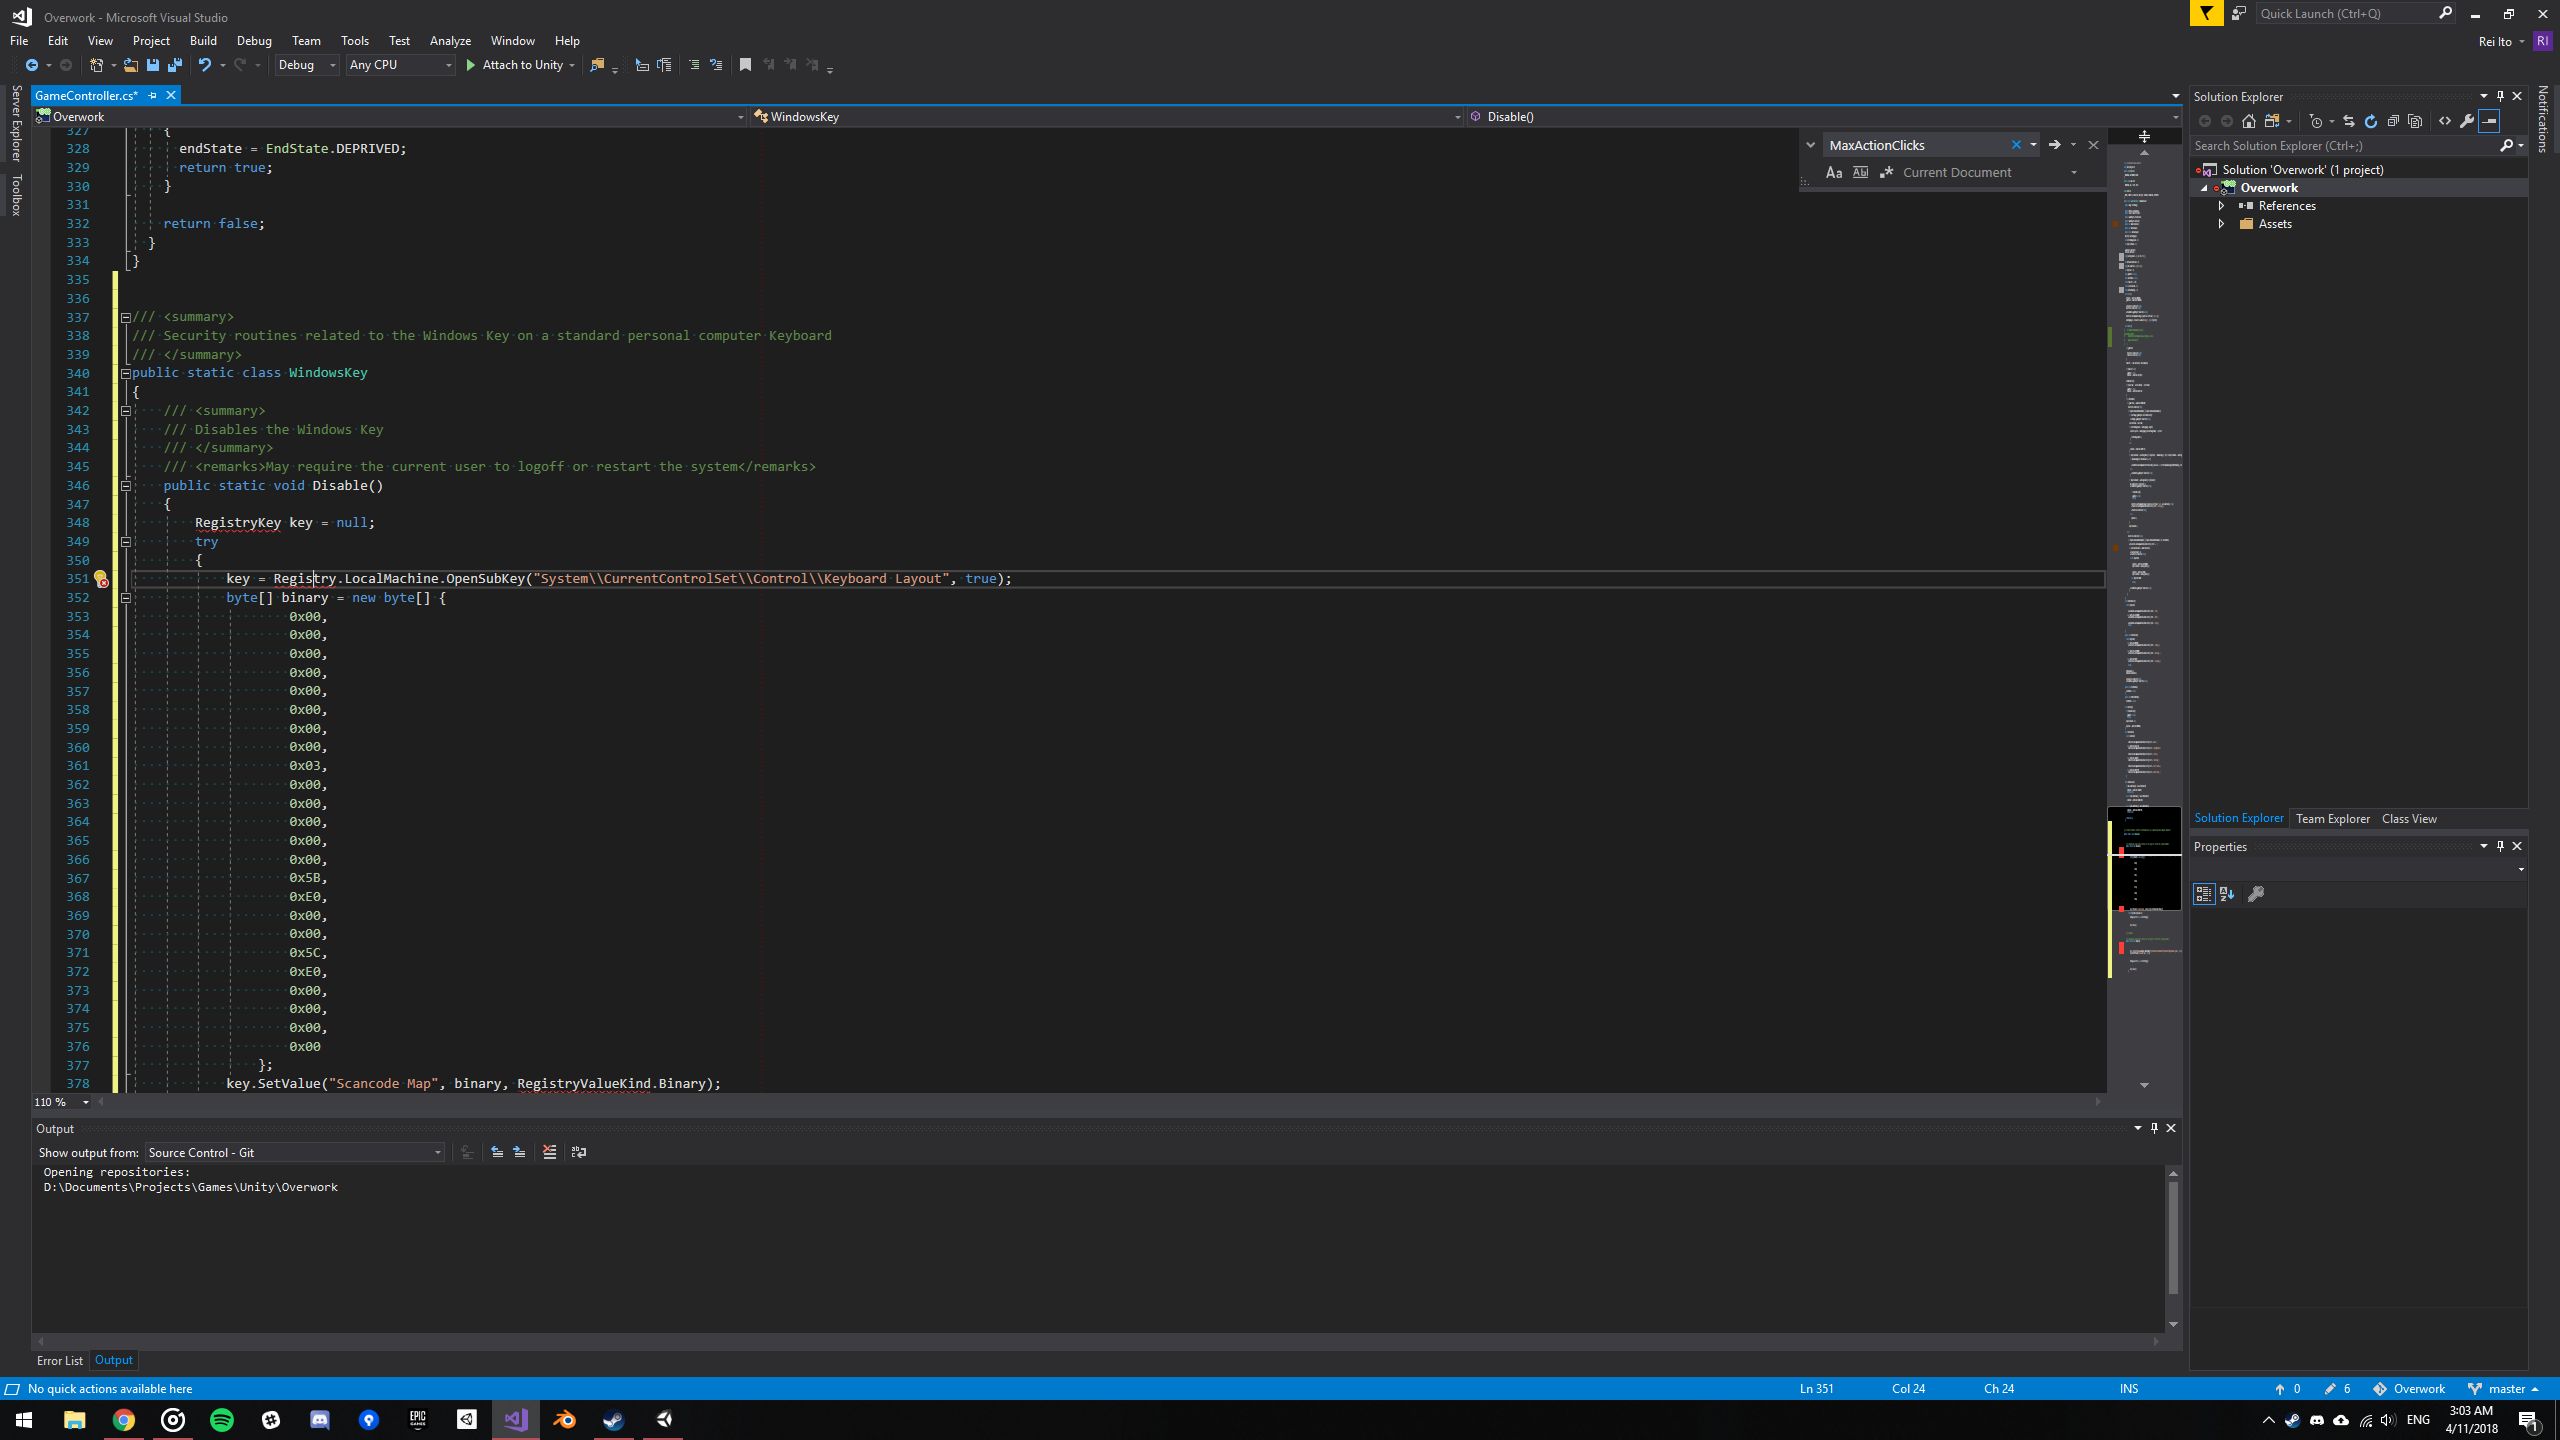 Overwork - Microsoft Visual Studio
Quick Launch (Ctrl+Q)
File Edit View Project Build Debug Team Tools Test Analyze Window Help
Rei Ito RI
Debug Any CPU Attach to Unity
Server Explorer
Toolbox
GameController.cs*
Overwork WindowsKey Disable()
MaxActionClicks
Current Document
327 {
328 endState = EndState.DEPRIVED;
329 return true;
330 }
331
332 return false;
333 }
334 }
335
336
337 /// <summary>
338 /// Security routines related to the Windows Key on a standard personal computer Keyboard
339 /// </summary>
340 public static class WindowsKey
341 {
342 /// <summary>
343 /// Disables the Windows Key
344 /// </summary>
345 /// <remarks>May require the current user to logoff or restart the system</remarks>
346 public static void Disable()
347 {
348 RegistryKey key = null;
349 try
350 {
351 key = Registry.LocalMachine.OpenSubKey("System\\CurrentControlSet\\Control\\Keyboard Layout", true);
352 byte[] binary = new byte[] {
353 0x00,
354 0x00,
355 0x00,
356 0x00,
357 0x00,
358 0x00,
359 0x00,
360 0x00,
361 0x03,
362 0x00,
363 0x00,
364 0x00,
365 0x00,
366 0x00,
367 0x5B,
368 0xE0,
369 0x00,
370 0x00,
371 0x5C,
372 0xE0,
373 0x00,
374 0x00,
375 0x00,
376 0x00
377 };
378 key.SetValue("Scancode Map", binary, RegistryValueKind.Binary);
110 %
Solution Explorer
Search Solution Explorer (Ctrl+;)
Solution 'Overwork' (1 project)
Overwork
References
Assets
Solution Explorer Team Explorer Class View
Properties
Notifications
Output
Show output from: Source Control - Git
Opening repositories:
D:\Documents\Projects\Games\Unity\Overwork
Error List Output
No quick actions available here
Ln 351 Col 24 Ch 24 INS 0 6 Overwork master
EPIC GAMES
ENG
3:03 AM
4/11/2018
1